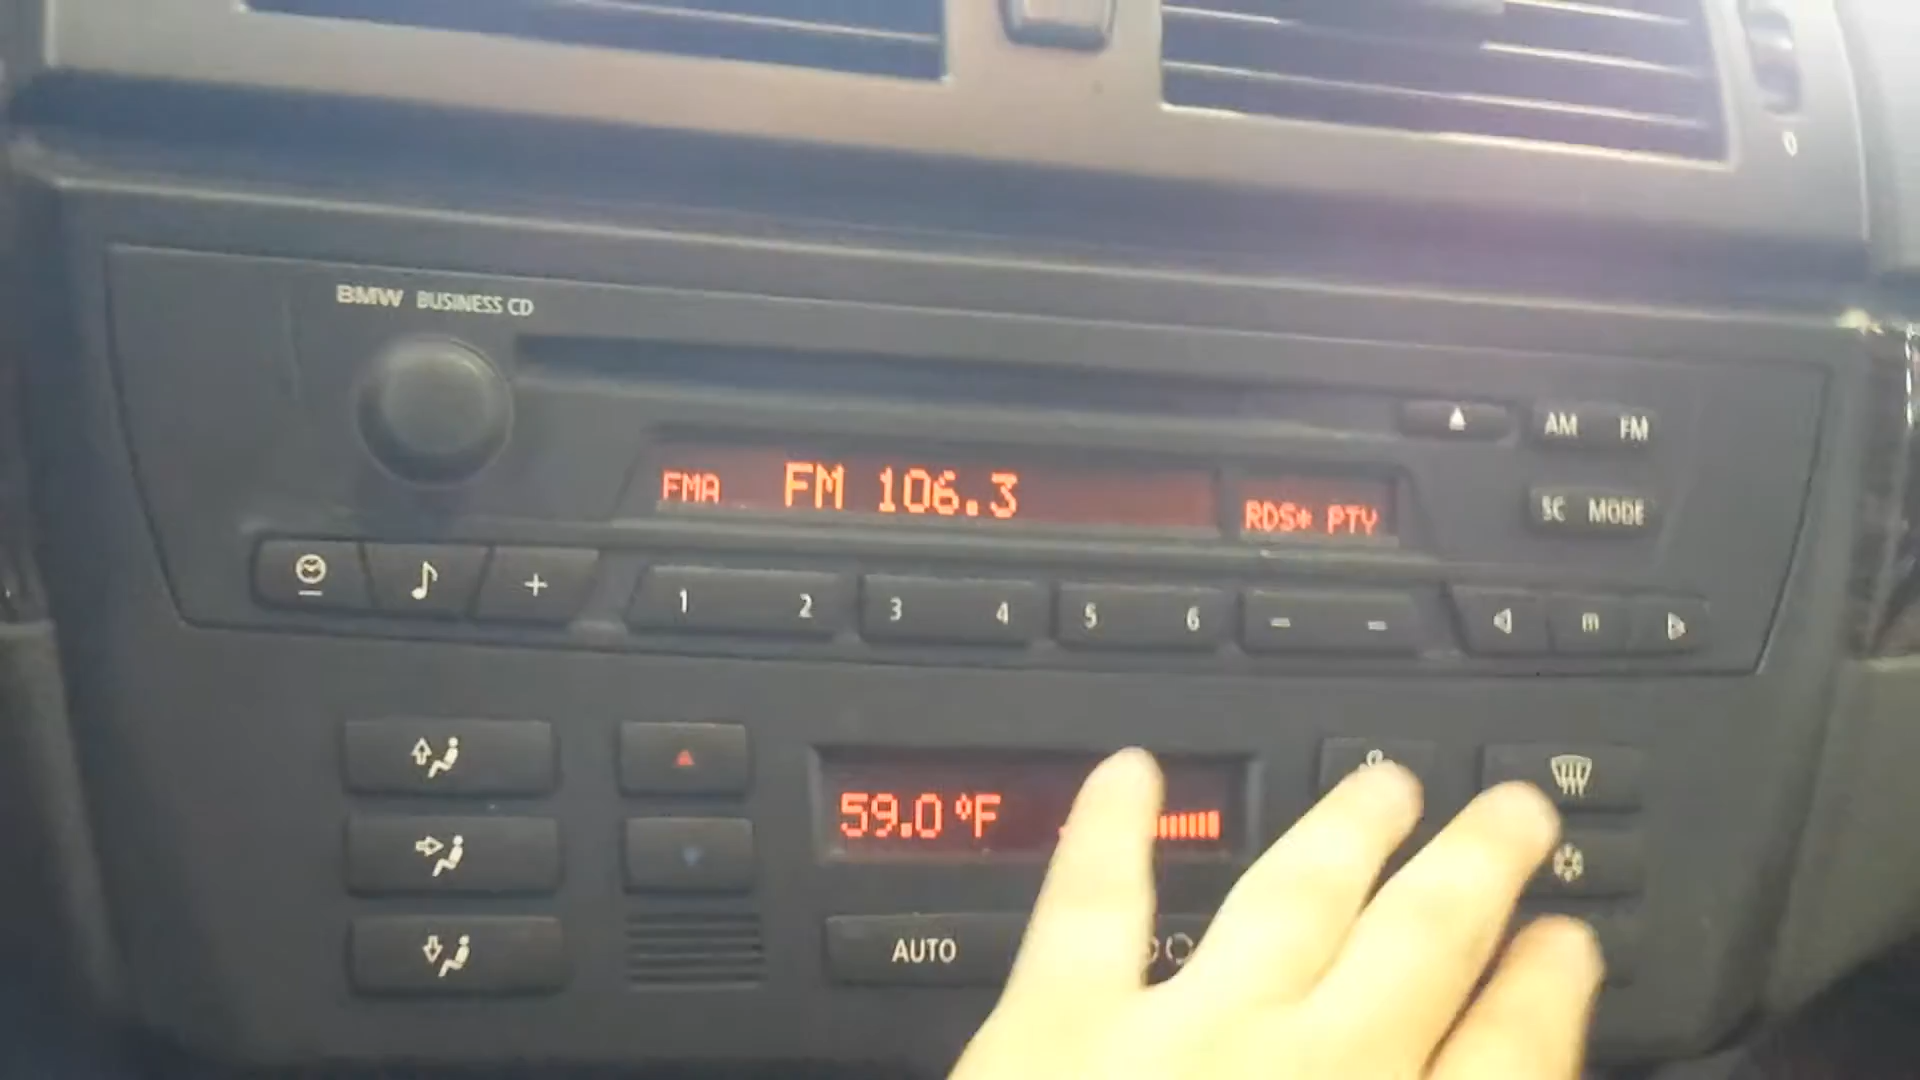 0
BMW BUSINESS CD
AM FM
FMA FM 106.3 RDS* PTY
SC MODE
+ 1 2 3 4 5 6 m
59.0 °F
AUTO